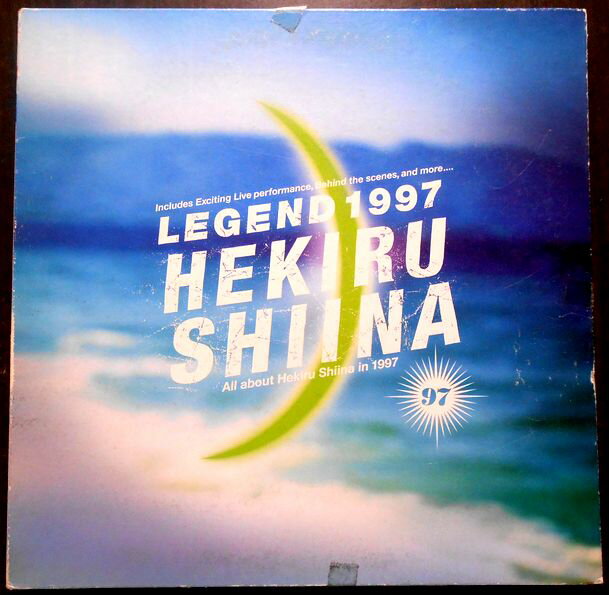 Includes Exciting Live performance, Behind the scenes, and more....
LEGEND 1997
HEKIRU
SHIINA
All about Hekiru Shiina in 1997
97